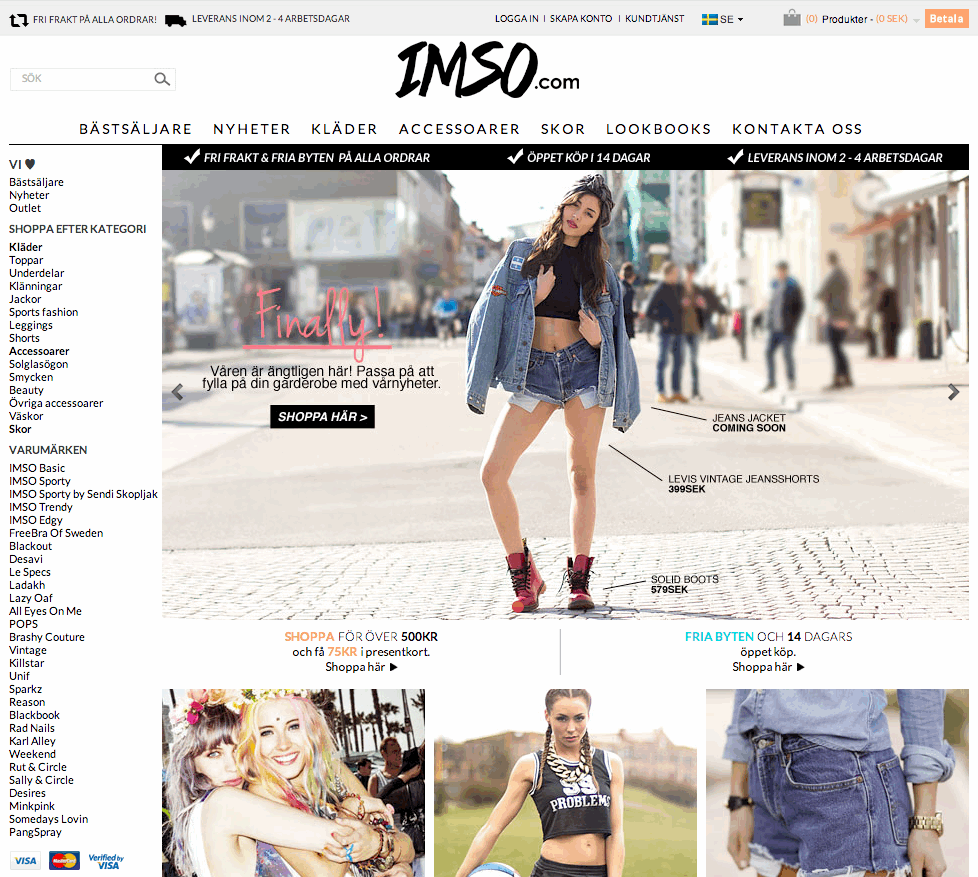 FRI FRAKT PÅ ALLA ORDRAR!
LEVERANS INOM 2 - 4 ARBETSDAGAR
LOGGA IN | SKAPA KONTO | KUNDTJÄNST
SE
(0) Produkter - (0 SEK)
Betala
SÖK
IMSO.com
BÄSTSÄLJARE NYHETER KLÄDER ACCESSOARER SKOR LOOKBOOKS KONTAKTA OSS
VI
Bästsäljare
Nyheter
Outlet
SHOPPA EFTER KATEGORI
Kläder
Toppar
Underdelar
Klänningar
Jackor
Sports fashion
Leggings
Shorts
Accessoarer
Solglasögon
Smycken
Beauty
Övriga accessoarer
Väskor
Skor
VARUMÄRKEN
IMSO Basic
IMSO Sporty
IMSO Sporty by Sendi Skopljak
IMSO Trendy
IMSO Edgy
FreeBra Of Sweden
Blackout
Desavi
Le Specs
Ladakh
Lazy Oaf
All Eyes On Me
POPS
Brashy Couture
Vintage
Killstar
Unif
Sparkz
Reason
Blackbook
Rad Nails
Karl Alley
Weekend
Rut & Circle
Sally & Circle
Desires
Minkpink
Somedays Lovin
PangSpray
VISA
MasterCard
Verified by
VISA
FRI FRAKT & FRIA BYTEN PÅ ALLA ORDRAR
ÖPPET KÖP I 14 DAGAR
LEVERANS INOM 2 - 4 ARBETSDAGAR
Finally!
Våren är ängtligen här! Passa på att
fylla på din garderobe med vårnyheter.
SHOPPA HÄR >
JEANS JACKET
COMING SOON
LEVIS VINTAGE JEANSSHORTS
399SEK
SOLID BOOTS
579SEK
SHOPPA FÖR ÖVER 500KR
och få 75KR i presentkort.
Shoppa här
FRIA BYTEN OCH 14 DAGARS
öppet köp.
Shoppa här
99
PROBLEMS